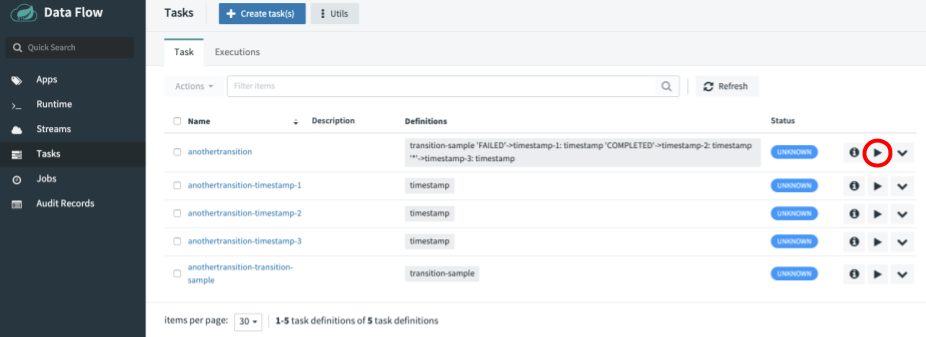 Data Flow
Tasks
Create task(s)
Utils
Quick Search
Task
Executions
Apps
Runtime
Streams
Tasks
Jobs
Audit Records
Actions
Filter items
Refresh
Name Description Definitions Status
anothertransition
transition-sample 'FAILED'->timestamp-1: timestamp 'COMPLETED'->timestamp-2: timestamp
'*'->timestamp-3: timestamp
UNKNOWN
anothertransition-timestamp-1 timestamp UNKNOWN
anothertransition-timestamp-2 timestamp UNKNOWN
anothertransition-timestamp-3 timestamp UNKNOWN
anothertransition-transition-
sample
transition-sample UNKNOWN
items per page: 30 1-5 task definitions of 5 task definitions